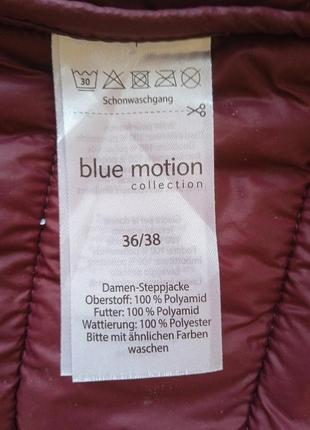 30
Schonwaschgang
blue motion
collection
36/38
Damen-Steppjacke
Oberstoff: 100 % Polyamid
Futter: 100 % Polyamid
Wattierung: 100 % Polyester
Bitte mit ähnlichen Farben
waschen